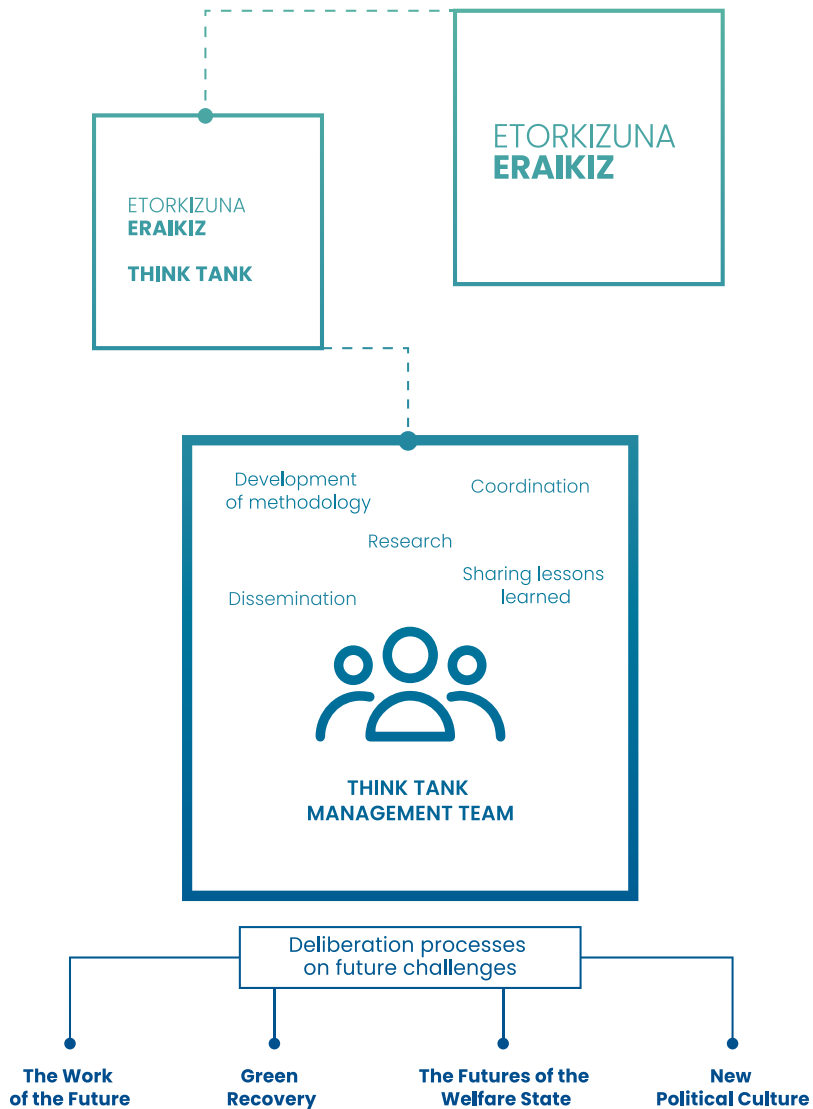 ETORKIZUNA
ERAIKIZ
ETORKIZUNA
ERAIKIZ
THINK TANK
Development
of methodology
Coordination
Research
Sharing lessons
learned
Dissemination
THINK TANK
MANAGEMENT TEAM
Deliberation processes
on future challenges
The Work
of the Future
Green
Recovery
The Futures of the
Welfare State
New
Political Culture